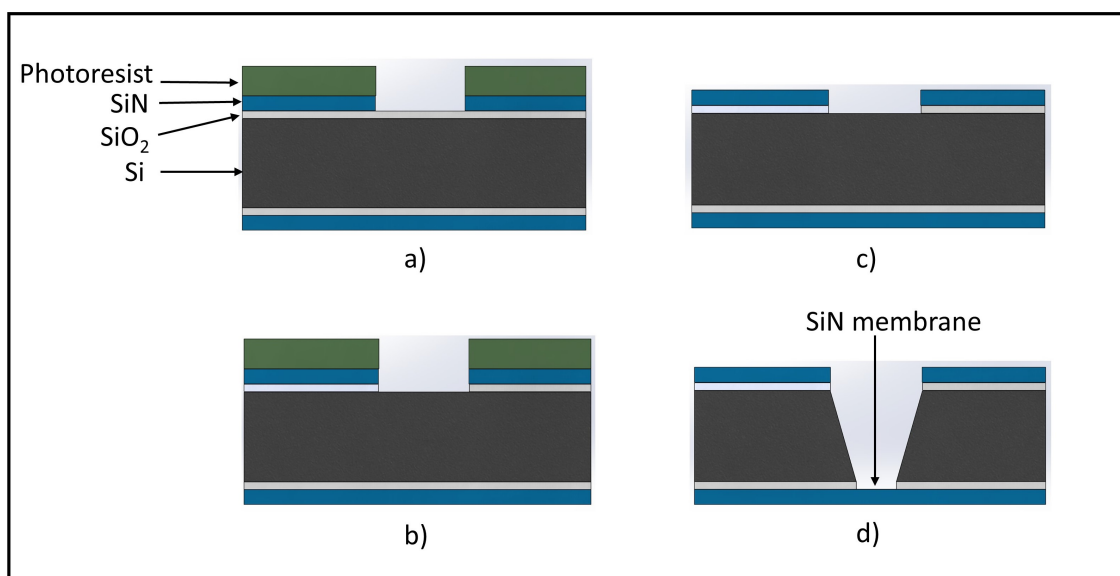 Photoresist
SiN
SiO₂
Si
a)
c)
SiN membrane
b)
d)